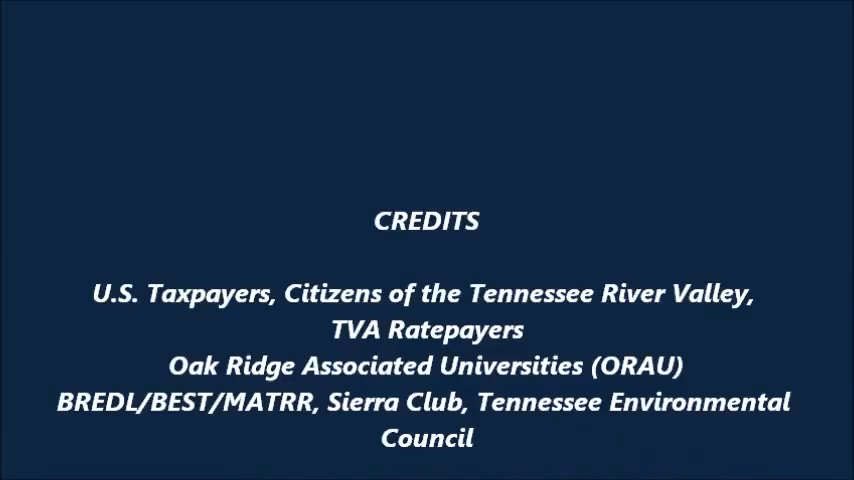 CREDITS
U.S. Taxpayers, Citizens of the Tennessee River Valley,
TVA Ratepayers
Oak Ridge Associated Universities (ORAU)
BREDL/BEST/MATRR, Sierra Club, Tennessee Environmental
Council